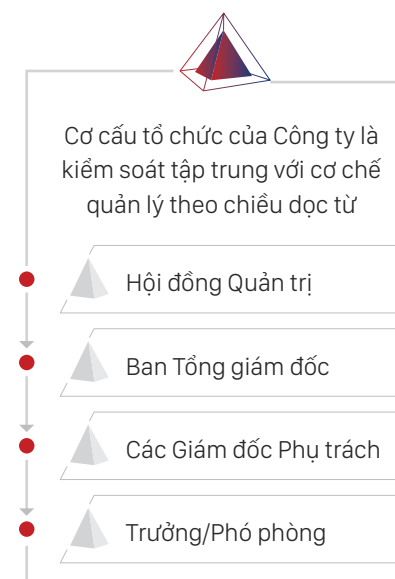 Cơ cấu tổ chức của Công ty là
kiểm soát tập trung với cơ chế
quản lý theo chiều dọc từ
Hội đồng Quản trị
Ban Tổng giám đốc
Các Giám đốc Phụ trách
Trưởng/Phó phòng